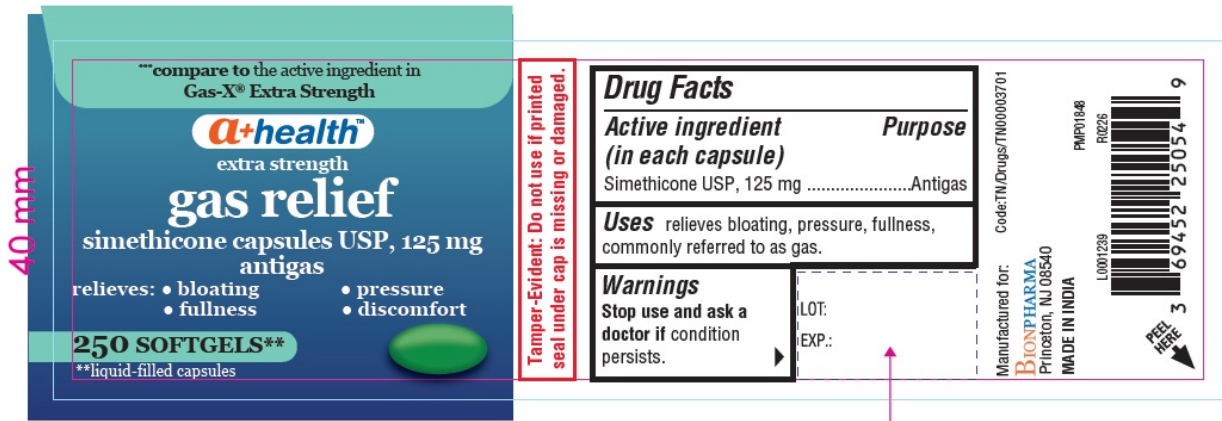 40 mm
***compare to the active ingredient in
Gas-X® Extra Strength
a+health™
extra strength
gas relief
simethicone capsules USP, 125 mg
antigas
relieves: • bloating • pressure
• fullness • discomfort
250 SOFTGELS**
**liquid-filled capsules
Tamper-Evident: Do not use if printed
seal under cap is missing or damaged.
Drug Facts
Active ingredient Purpose
(in each capsule)
Simethicone USP, 125 mg ......................Antigas
Uses relieves bloating, pressure, fullness,
commonly referred to as gas.
Warnings
Stop use and ask a
doctor if condition
persists.
LOT:
EXP.:
Manufactured for: Code:TN/Drugs/TN00003701
BIONPHARMA
Princeton, NJ 08540
MADE IN INDIA
PMP01848
L0001239 R0226
3 69452 25054 9
PEEL
HERE